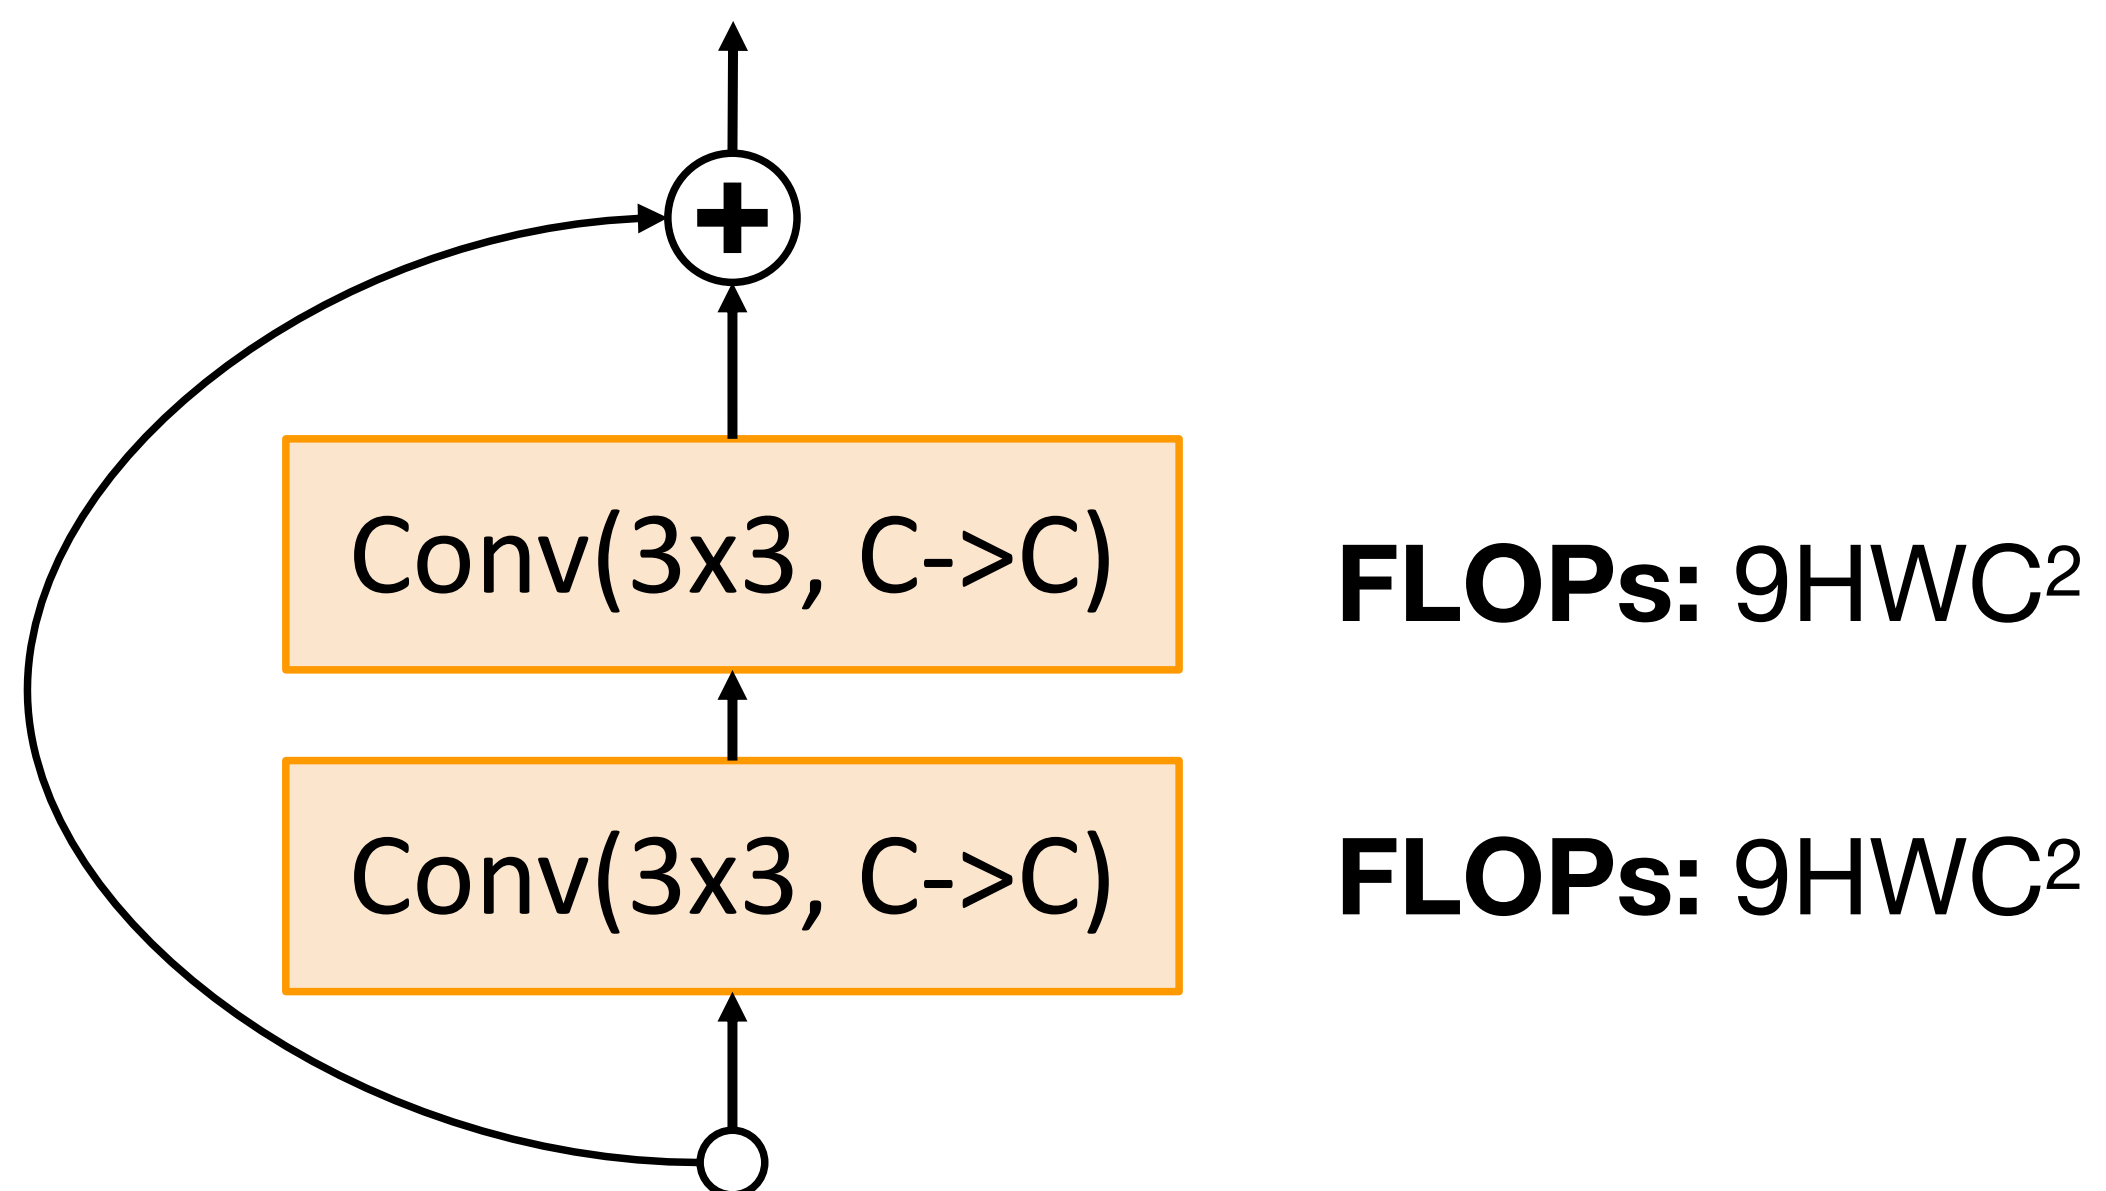 +
Conv(3x3, C->C)
FLOPs: 9HWC²
Conv(3x3, C->C)
FLOPs: 9HWC²